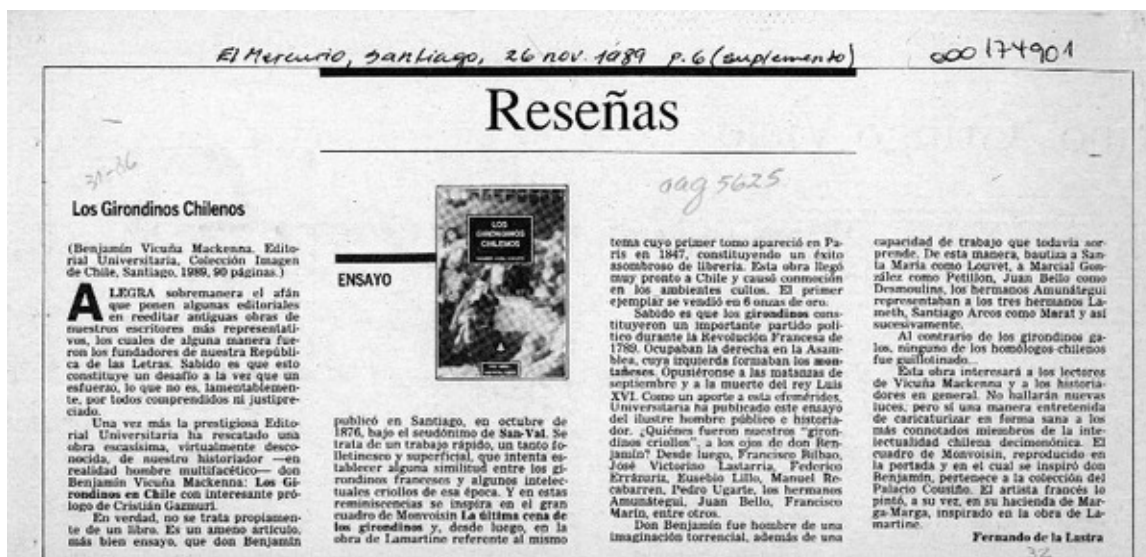 El Mercurio, Santiago, 26 nov. 1989 p. 6 (suplemento)
000174901
Reseñas
31-86
aag 5625
Los Girondinos Chilenos
(Benjamín Vicuña Mackenna. Edito-
rial Universitaria, Colección Imagen
de Chile, Santiago, 1989, 90 páginas.)
ALEGRA sobremanera el afán
que ponen algunas editoriales
en reeditar antiguas obras de
nuestros escritores más representati-
vos, los cuales de alguna manera fue-
ron los fundadores de nuestra Repúbli-
ca de las Letras. Sabido es que esto
constituye un desafío a la vez que un
esfuerzo, lo que no es, lamentablemen-
te, por todos comprendidos ni justipre-
ciado.
Una vez más la prestigiosa Edito-
rial Universitaria ha rescatado una
obra escasísima, virtualmente desco-
nocida, de nuestro historiador —en
realidad hombre multifacético— don
Benjamín Vicuña Mackenna: Los Gi-
rondinos en Chile con interesante pró-
logo de Cristián Gazmuri.
En verdad, no se trata propiamen-
te de un libro. Es un ameno artículo,
más bien ensayo, que don Benjamín
ENSAYO
LOS
GIRONDINOS
CHILENOS
publicó en Santiago, en octubre de
1876, bajo el seudónimo de San-Val. Se
trata de un trabajo rápido, un tanto fo-
lletinesco y superficial, que intenta es-
tablecer alguna similitud entre los gi-
rondinos franceses y algunos intelec-
tuales criollos de esa época. Y en estas
reminiscencias se inspira en el gran
cuadro de Monvoisin La última cena de
los girondinos y, desde luego, en la
obra de Lamartine referente al mismo
tema cuyo primer tomo apareció en Pa-
ris en 1847, constituyendo un éxito
asombroso de librería. Esta obra llegó
muy pronto a Chile y causó conmoción
en los ambientes cultos. El primer
ejemplar se vendió en 6 onzas de oro.
Sabido es que los girondinos cons-
tituyeron un importante partido polí-
tico durante la Revolución Francesa de
1789. Ocupaban la derecha en la Asam-
blea, cuya izquierda formaban los mon-
tañeses. Opusiéronse a las matanzas de
septiembre y a la muerte del rey Luis
XVI. Como un aporte a esta efemérides,
Universitaria ha publicado este ensayo
del ilustre hombre público e historia-
dor. ¿Quiénes fueron nuestros "giron-
dinos criollos", a los ojos de don Ben-
jamín? Desde luego, Francisco Bilbao,
José Victorino Lastarria, Federico
Errázuriz, Eusebio Lillo, Manuel Re-
cabarren, Pedro Ugarte, los hermanos
Amunátegui, Juan Bello, Francisco
Marín, entre otros.
Don Benjamín fue hombre de una
imaginación torrencial, además de una
capacidad de trabajo que todavía sor-
prende. De esta manera, bautiza a San-
ta María como Louvet, a Marcial Gon-
zález como Petillón, Juan Bello como
Desmoulins, los hermanos Amunátegui
representaban a los tres hermanos La-
meth, Santiago Arcos como Marat y así
sucesivamente.
Al contrario de los girondinos ga-
los, ninguno de los homólogos chilenos
fue guillotinado...
Esta obra interesará a los lectores
de Vicuña Mackenna y a los historia-
dores en general. No hallarán nuevas
luces, pero sí una manera entretenida
de caricaturizar en forma sana a los
más connotados miembros de la inte-
lectualidad chilena decimonónica. El
cuadro de Monvoisin, reproducido en
la portada y en el cual se inspiró don
Benjamín, pertenece a la colección del
Palacio Cousiño. El artista francés lo
pintó, a su vez, en su hacienda de Mar-
ga-Marga, inspirado en la obra de La-
martine.
Fernando de la Lastra